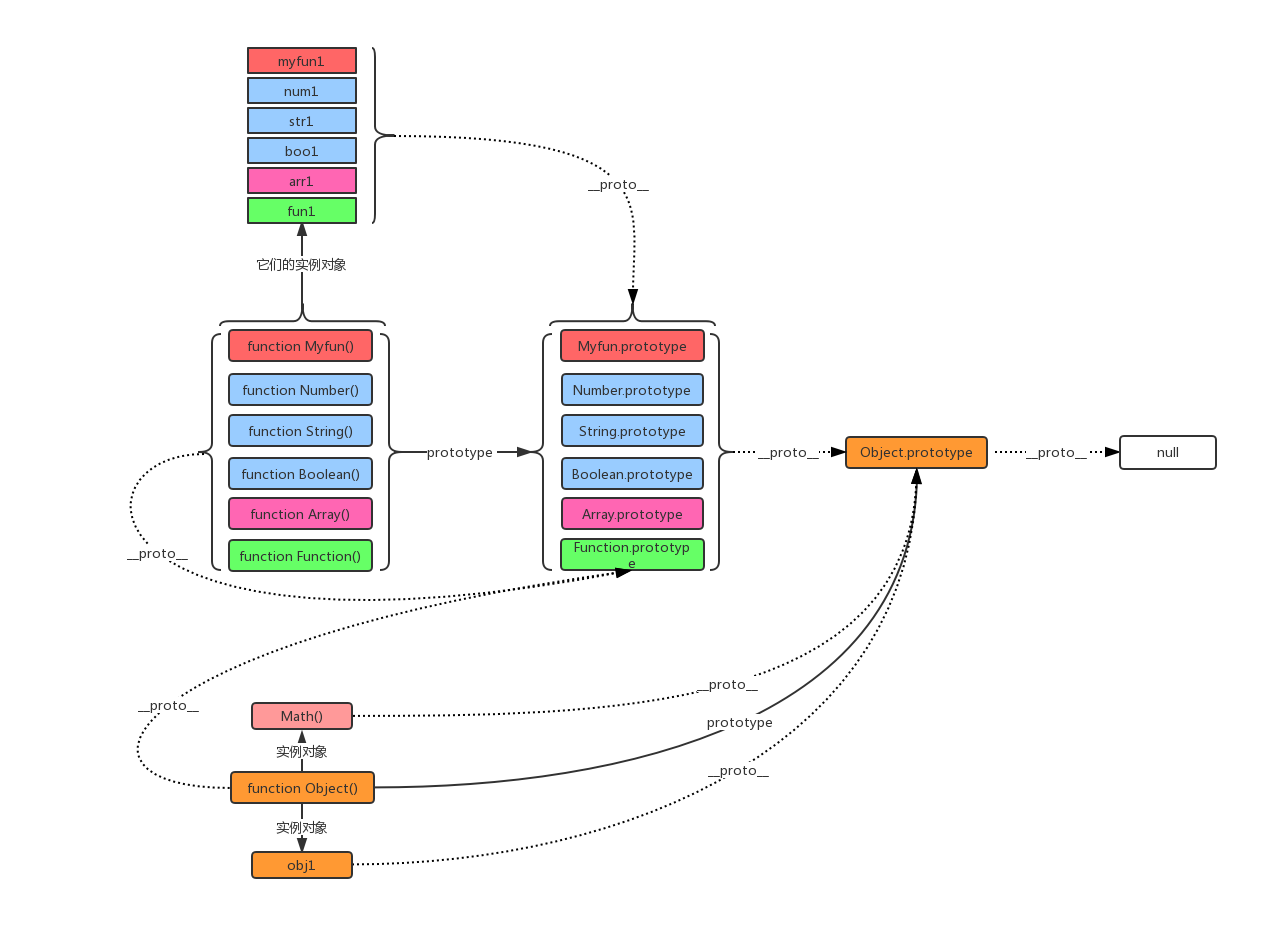 myfun1
num1
str1
boo1
arr1
fun1
__proto__
它们的实例对象
function Myfun()
function Number()
function String()
function Boolean()
function Array()
function Function()
prototype
Myfun.prototype
Number.prototype
String.prototype
Boolean.prototype
Array.prototype
Function.prototyp
e
__proto__
Object.prototype
__proto__
null
__proto__
__proto__
Math()
__proto__
实例对象
prototype
function Object()
__proto__
实例对象
obj1